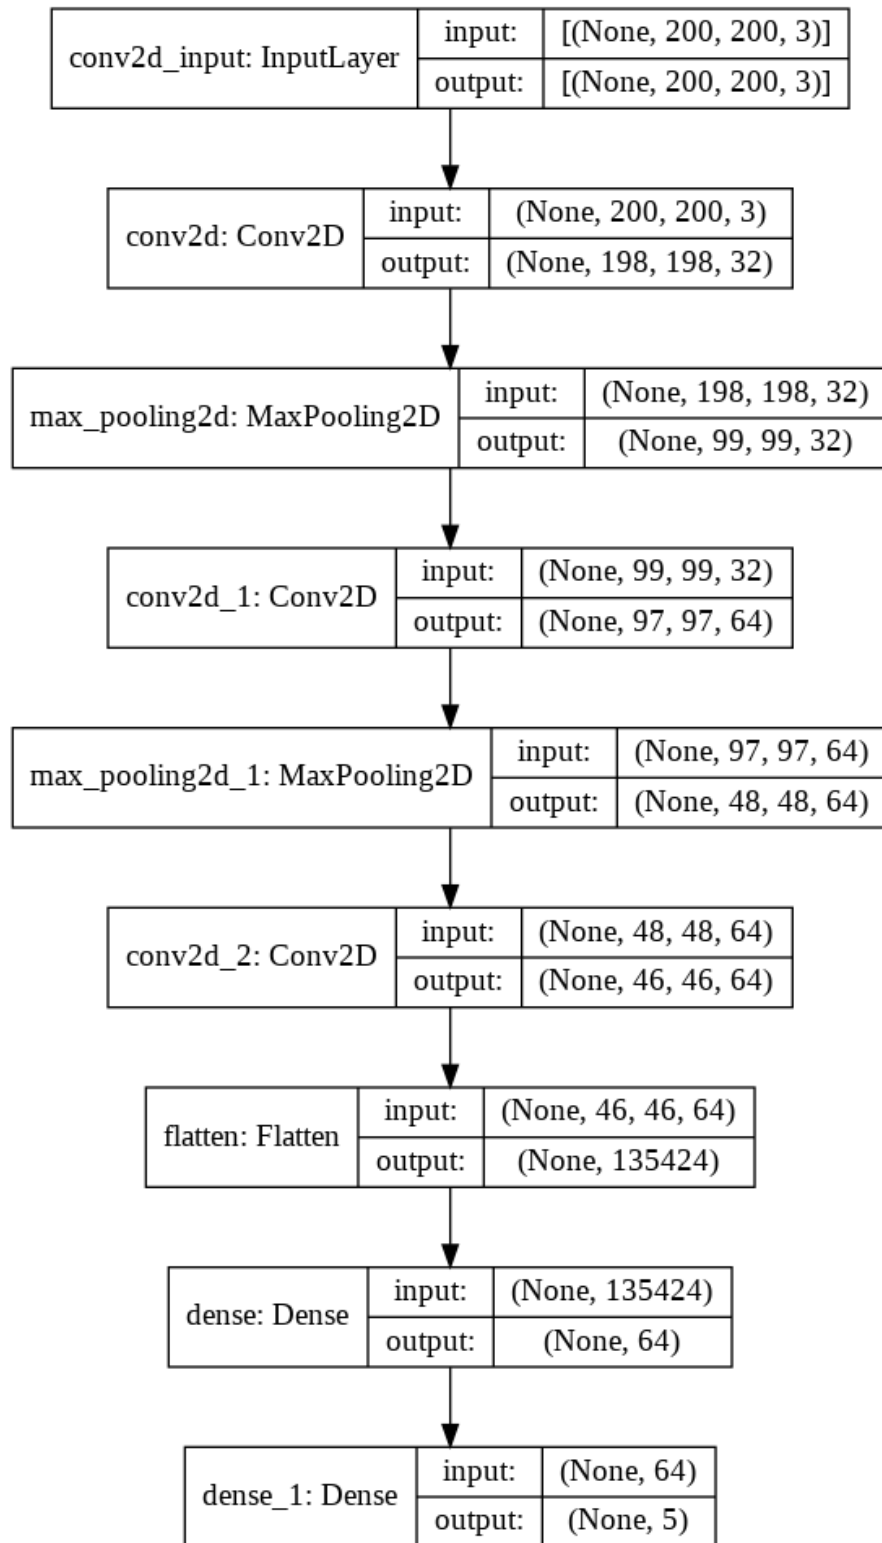 conv2d_input: InputLayer
input: [(None, 200, 200, 3)]
output: [(None, 200, 200, 3)]
conv2d: Conv2D
input: (None, 200, 200, 3)
output: (None, 198, 198, 32)
max_pooling2d: MaxPooling2D
input: (None, 198, 198, 32)
output: (None, 99, 99, 32)
conv2d_1: Conv2D
input: (None, 99, 99, 32)
output: (None, 97, 97, 64)
max_pooling2d_1: MaxPooling2D
input: (None, 97, 97, 64)
output: (None, 48, 48, 64)
conv2d_2: Conv2D
input: (None, 48, 48, 64)
output: (None, 46, 46, 64)
flatten: Flatten
input: (None, 46, 46, 64)
output: (None, 135424)
dense: Dense
input: (None, 135424)
output: (None, 64)
dense_1: Dense
input: (None, 64)
output: (None, 5)